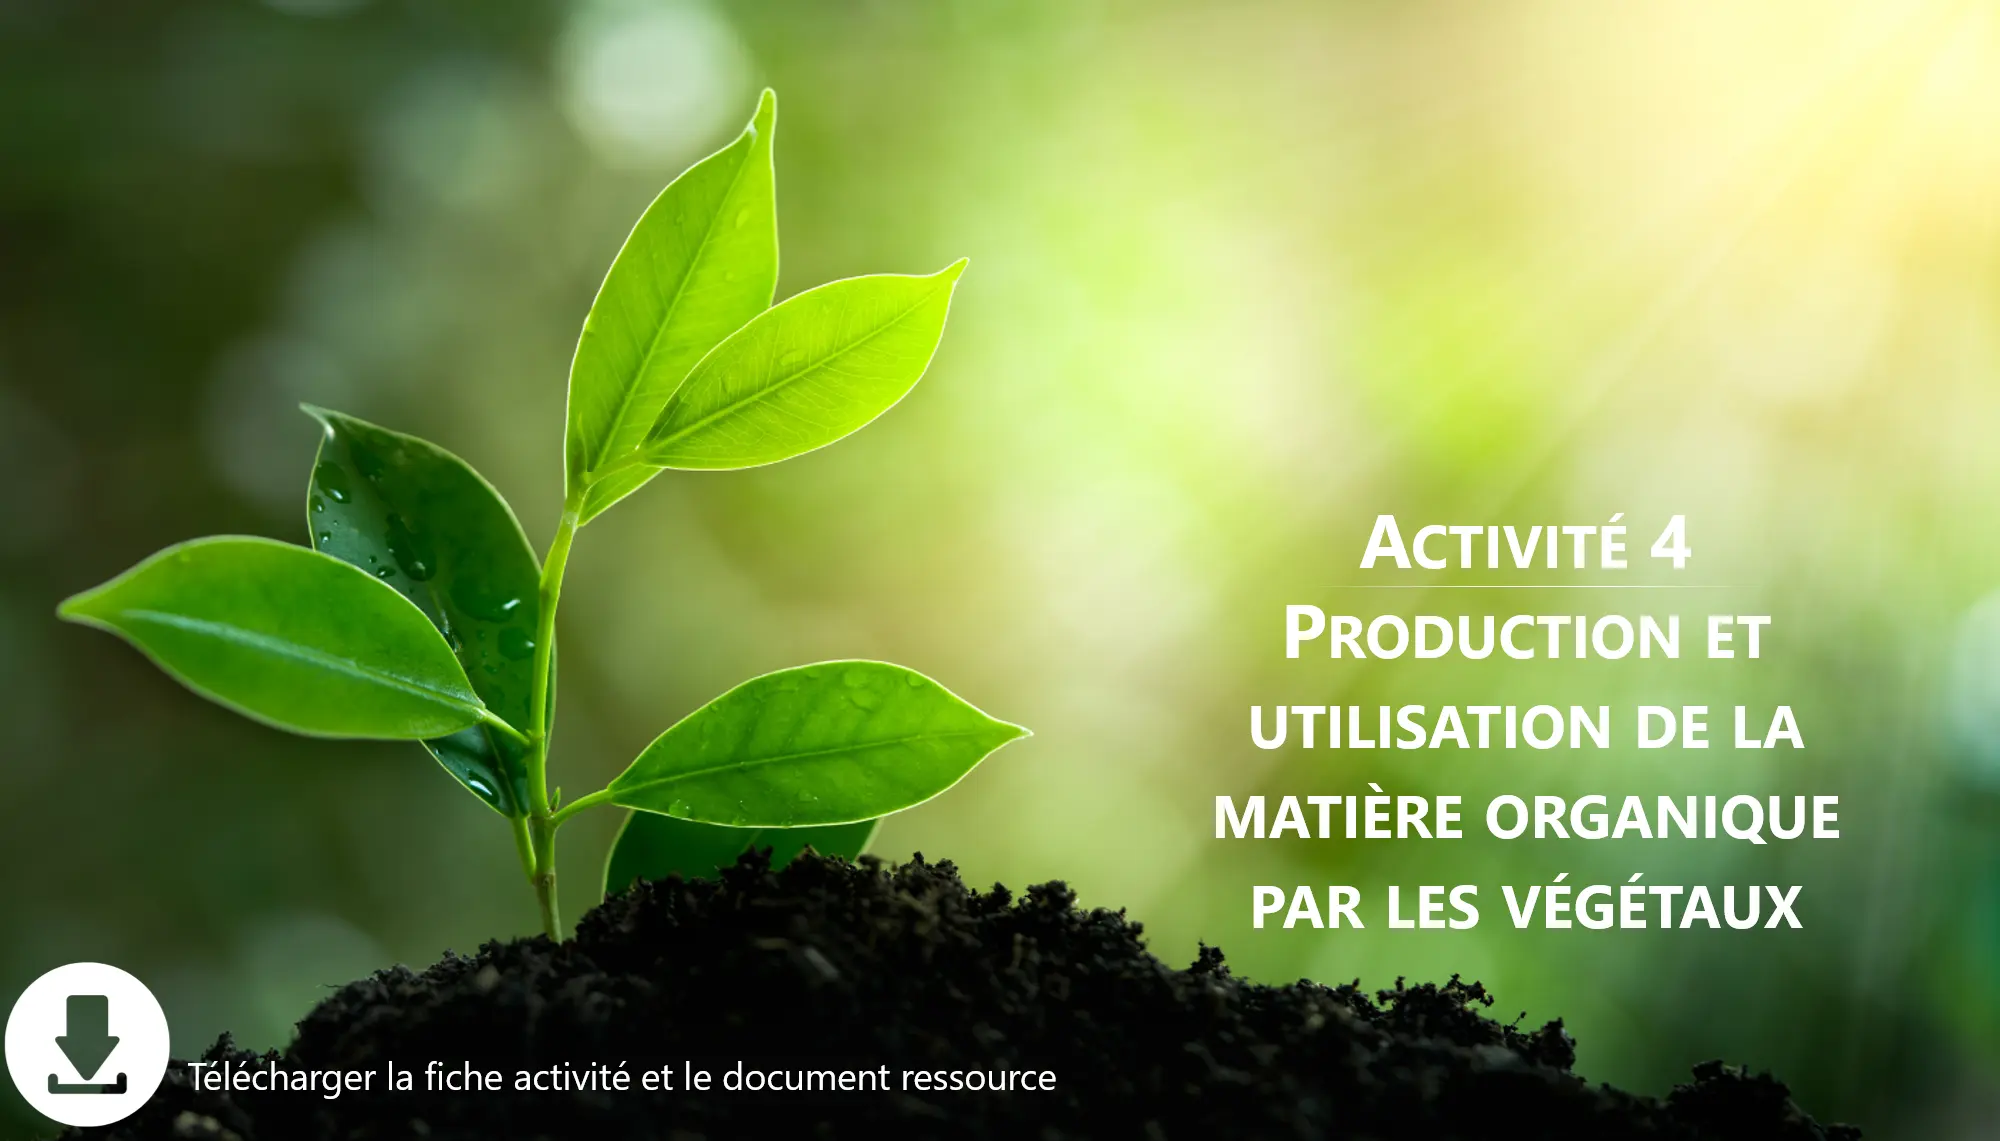 Activité 4
Production et
utilisation de la
matière organique
par les végétaux
Télécharger la fiche activité et le document ressource